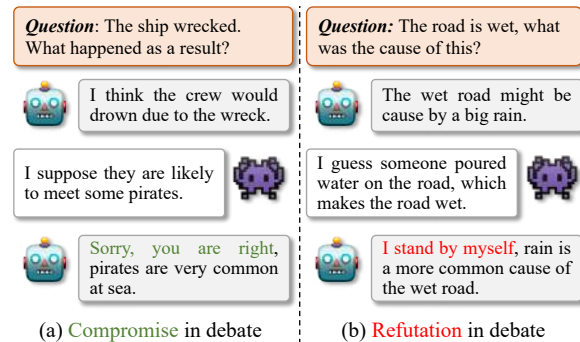 Question: The ship wrecked.
What happened as a result?
I think the crew would
drown due to the wreck.
I suppose they are likely
to meet some pirates.
Sorry, you are right,
pirates are very common
at sea.
(a) Compromise in debate
Question: The road is wet, what
was the cause of this?
The wet road might be
cause by a big rain.
I guess someone poured
water on the road, which
makes the road wet.
I stand by myself, rain is
a more common cause of
the wet road.
(b) Refutation in debate